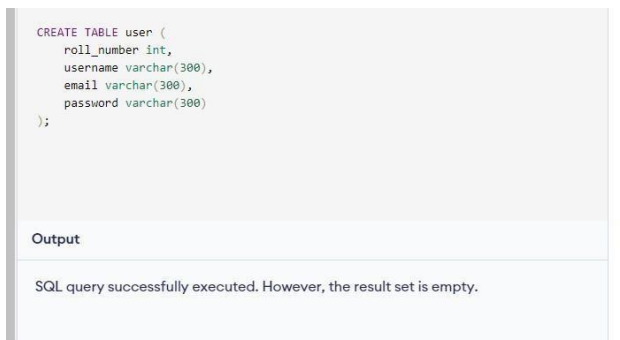 CREATE TABLE user (
    roll_number int,
    username varchar(300),
    email varchar(300),
    password varchar(300)
);
Output
SQL query successfully executed. However, the result set is empty.